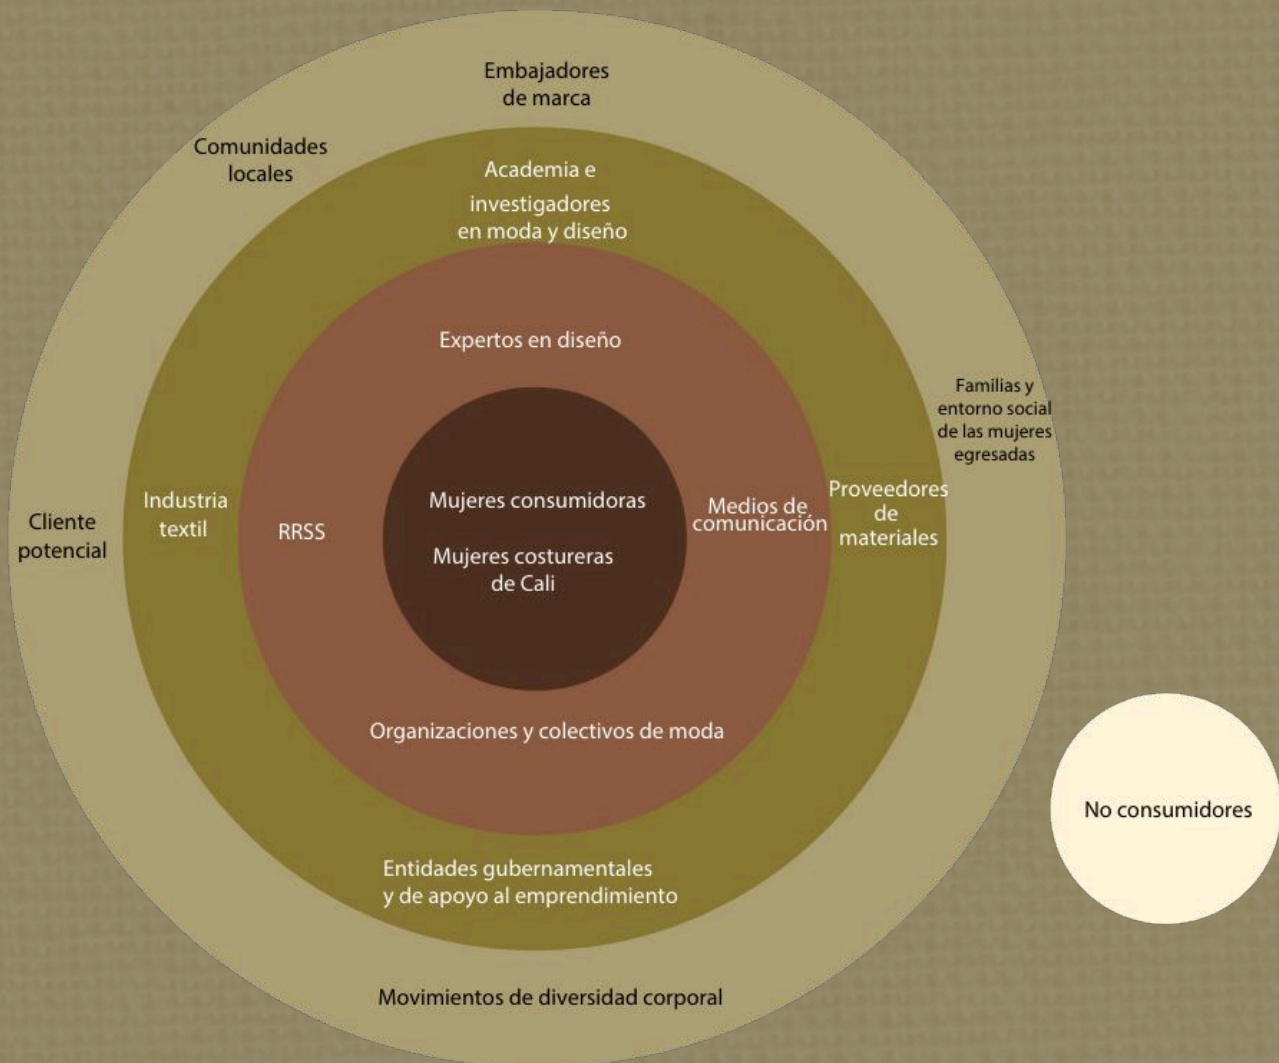 Embajadores
de marca
Comunidades
locales
Academia e
investigadores
en moda y diseño
Expertos en diseño
Familias y
entorno social
de las mujeres
egresadas
Cliente
potencial
Industria
textil
RRSS
Mujeres consumidoras
Mujeres costureras
de Cali
Medios de
comunicación
Proveedores
de
materiales
Organizaciones y colectivos de moda
No consumidores
Entidades gubernamentales
y de apoyo al emprendimiento
Movimientos de diversidad corporal